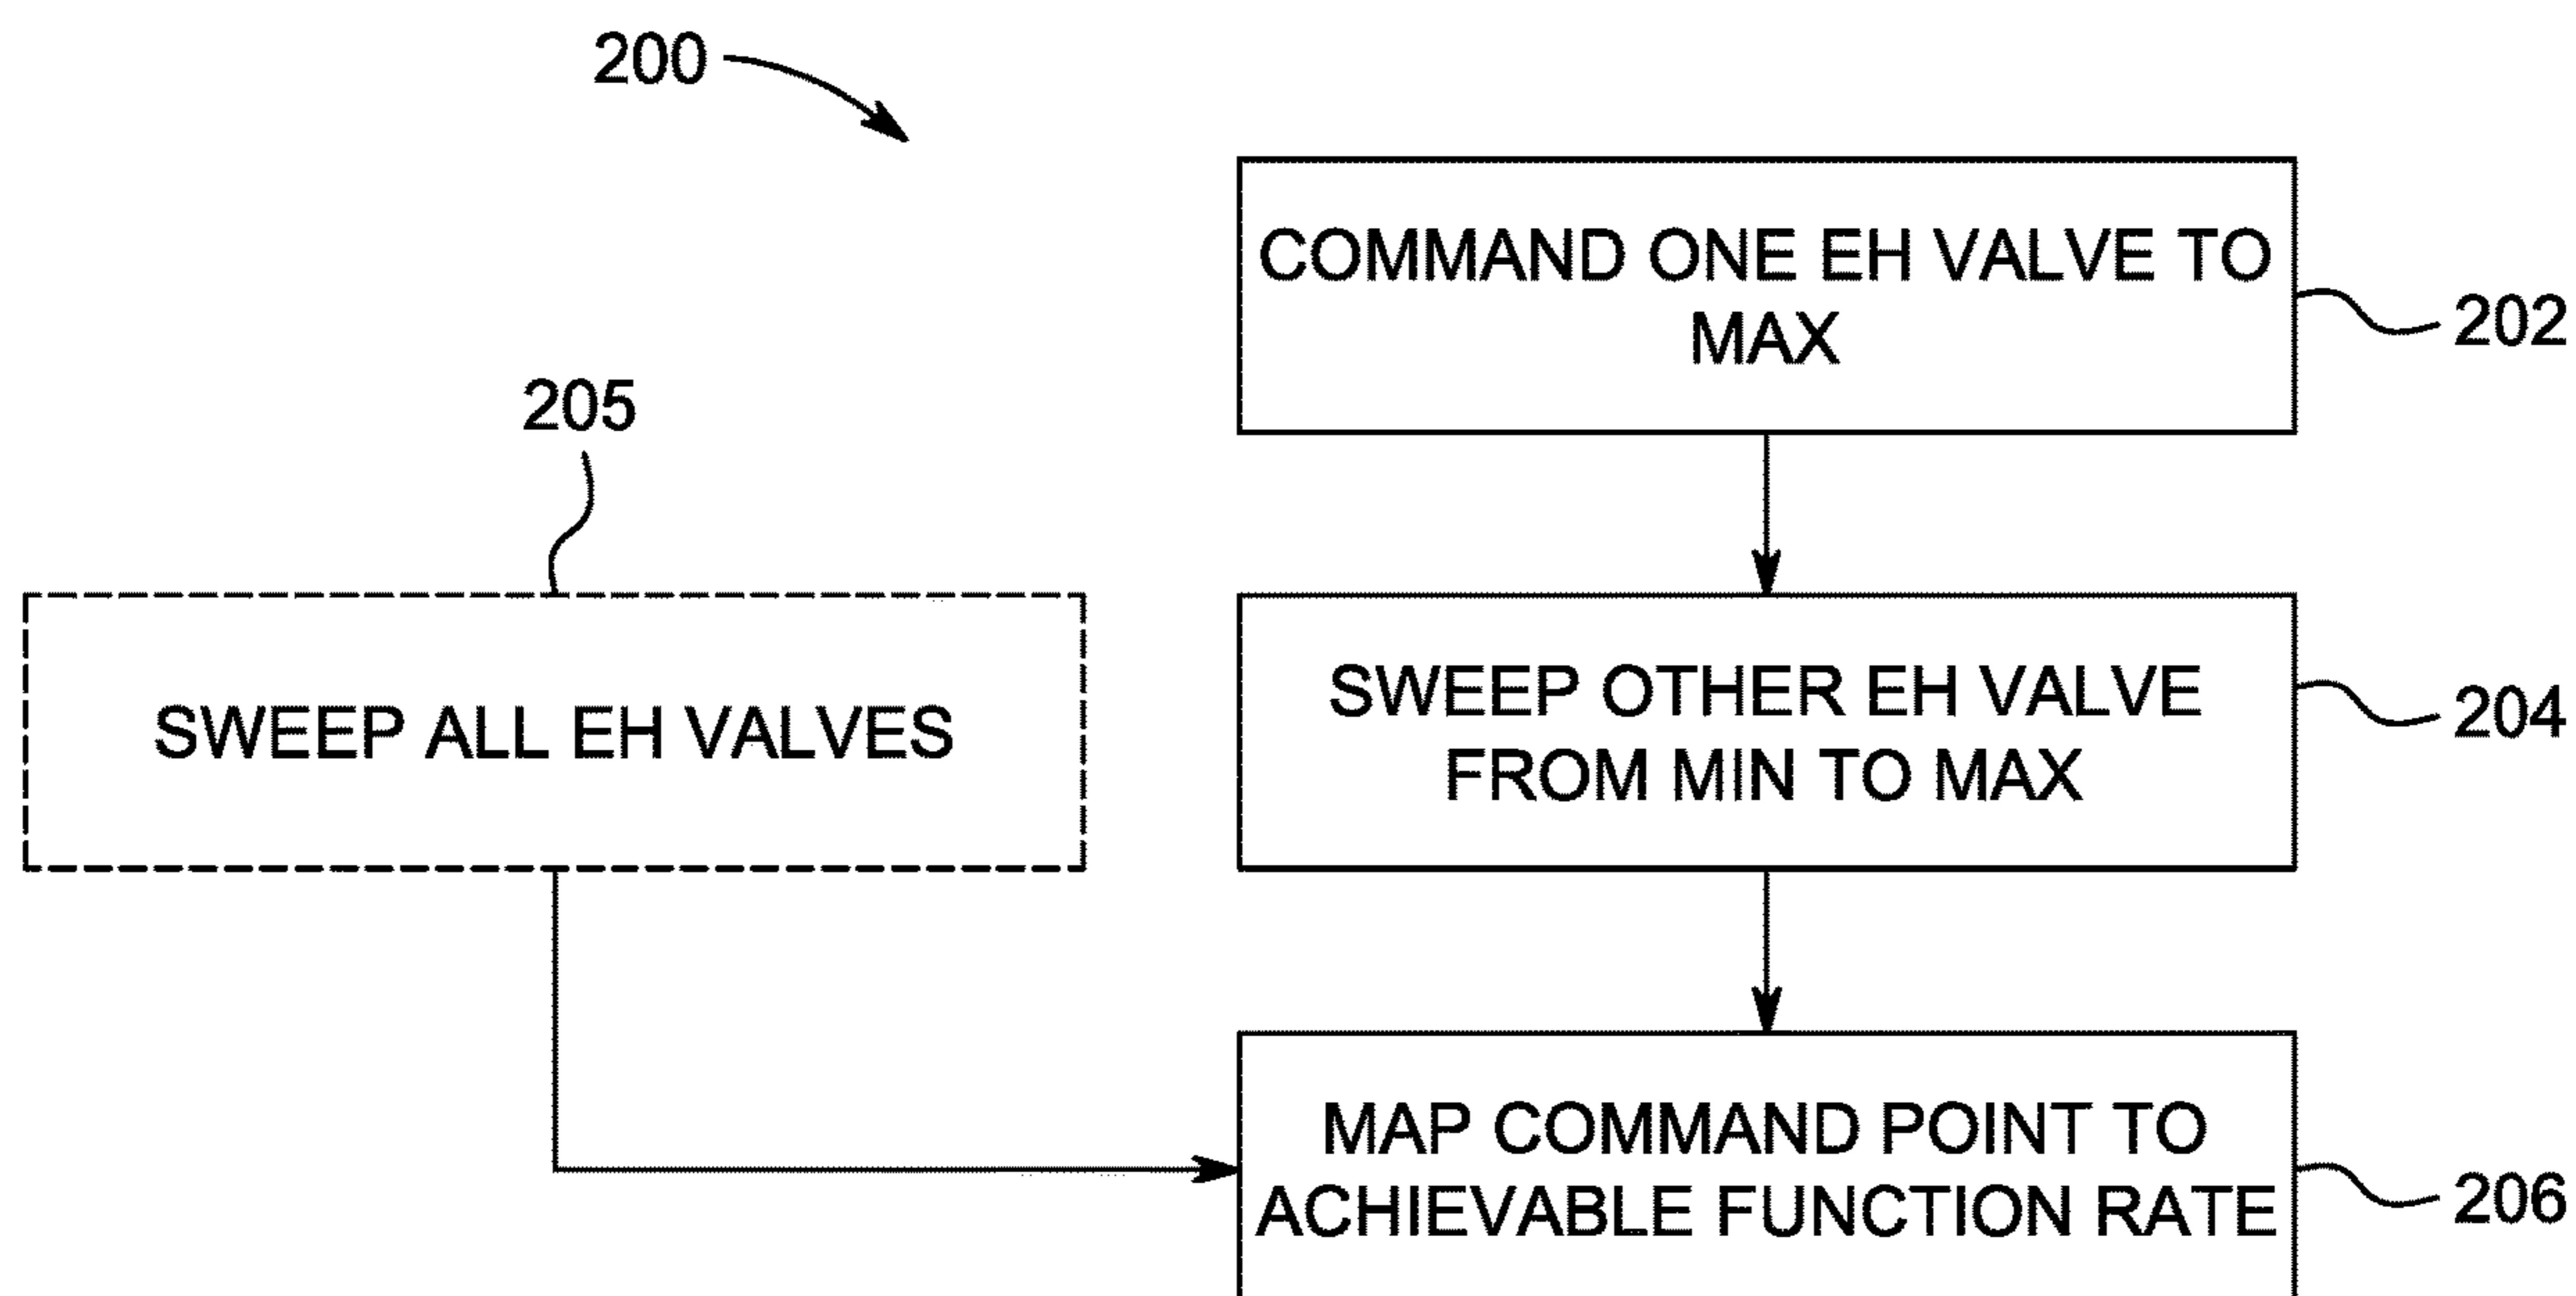 200
COMMAND ONE EH VALVE TO
MAX
202
205
SWEEP ALL EH VALVES
SWEEP OTHER EH VALVE
FROM MIN TO MAX
204
MAP COMMAND POINT TO
ACHIEVABLE FUNCTION RATE
206